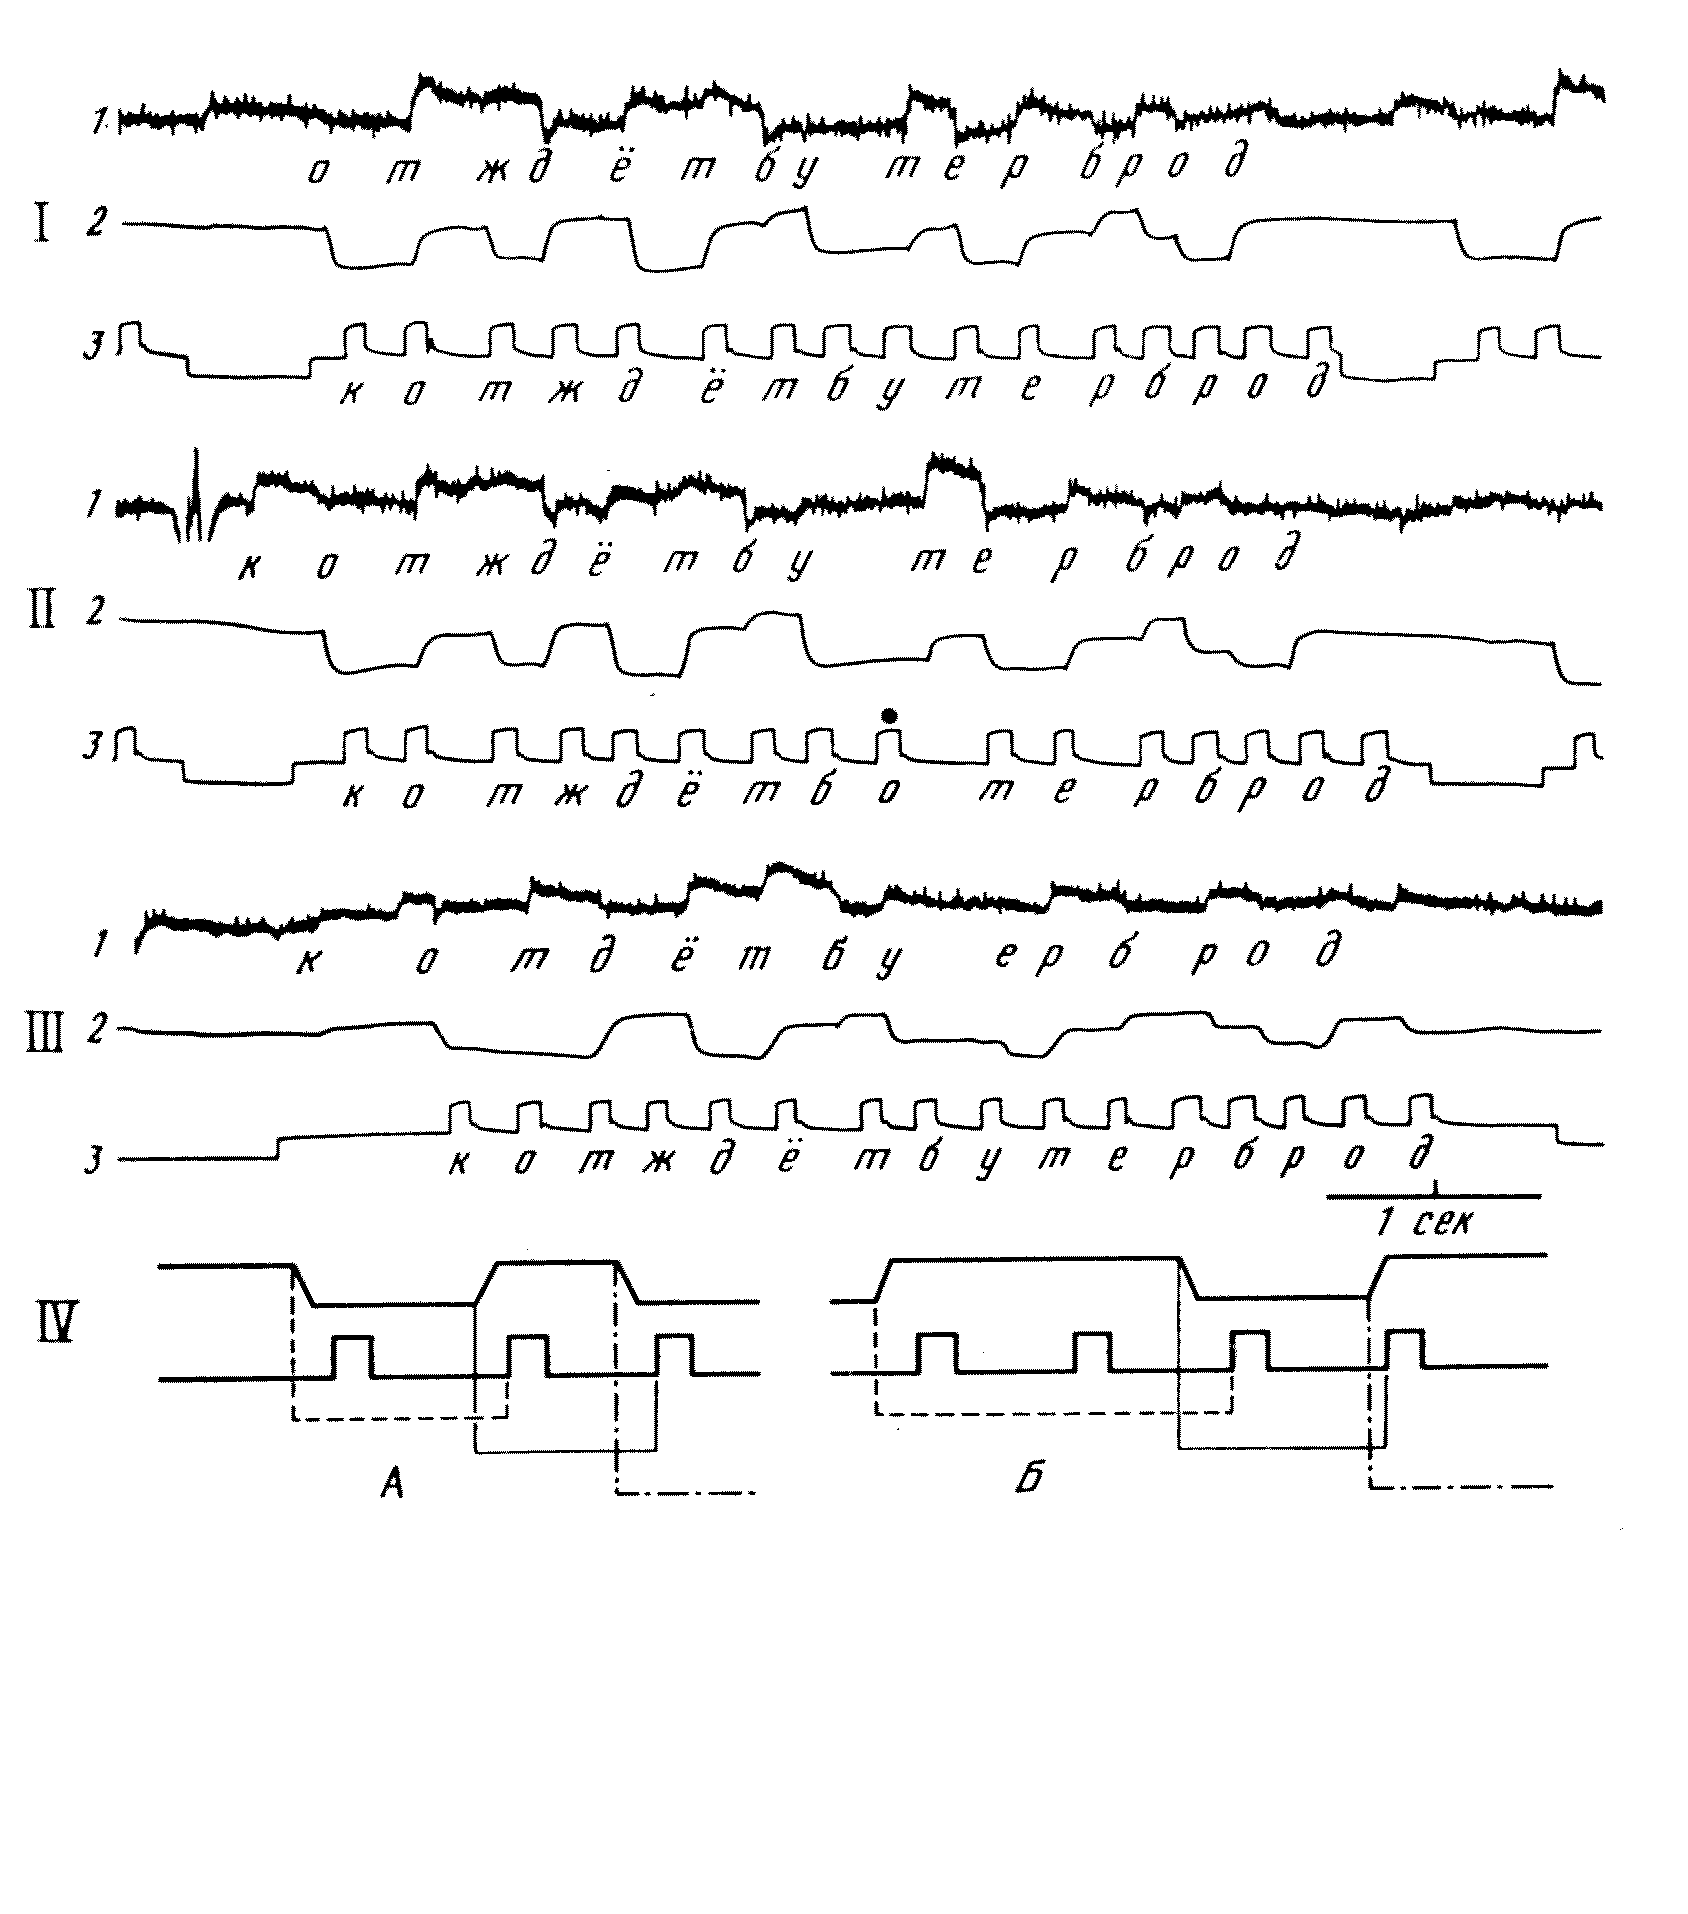 1
о т ж д ё т б у т е р б р о д
I 2
3
к о т ж д ё т б у т е р б р о д
1
к о т ж д ё т б у т е р б р о д
II 2
3
к о т ж д ё т б о т е р б р о д
1
к о т д ё т б у е р б р о д
III 2
3
к о т ж д ё т б у т е р б р о д
1 сек
IV
А Б